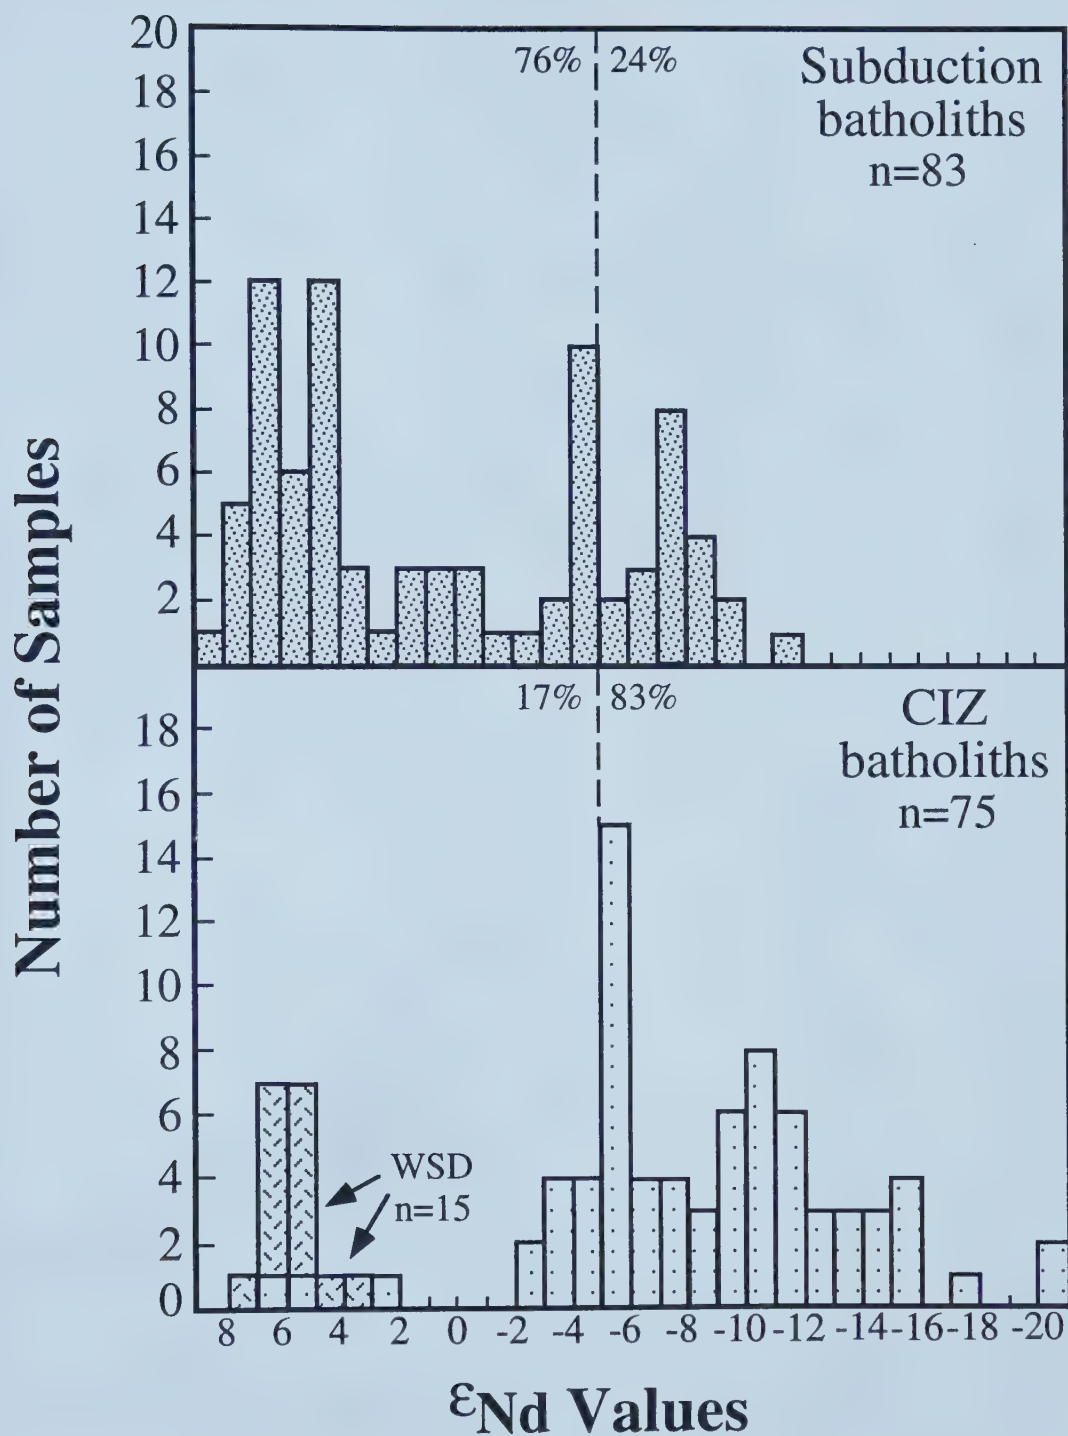 20
18
16
14
12
10
8
6
4
2
76% 24%
Subduction
batholiths
n=83
18
16
14
12
10
8
6
4
2
0
17% 83%
CIZ
batholiths
n=75
WSD
n=15
8 6 4 2 0 -2 -4 -6 -8 -10 -12 -14 -16 -18 -20
Number of Samples
εNd Values